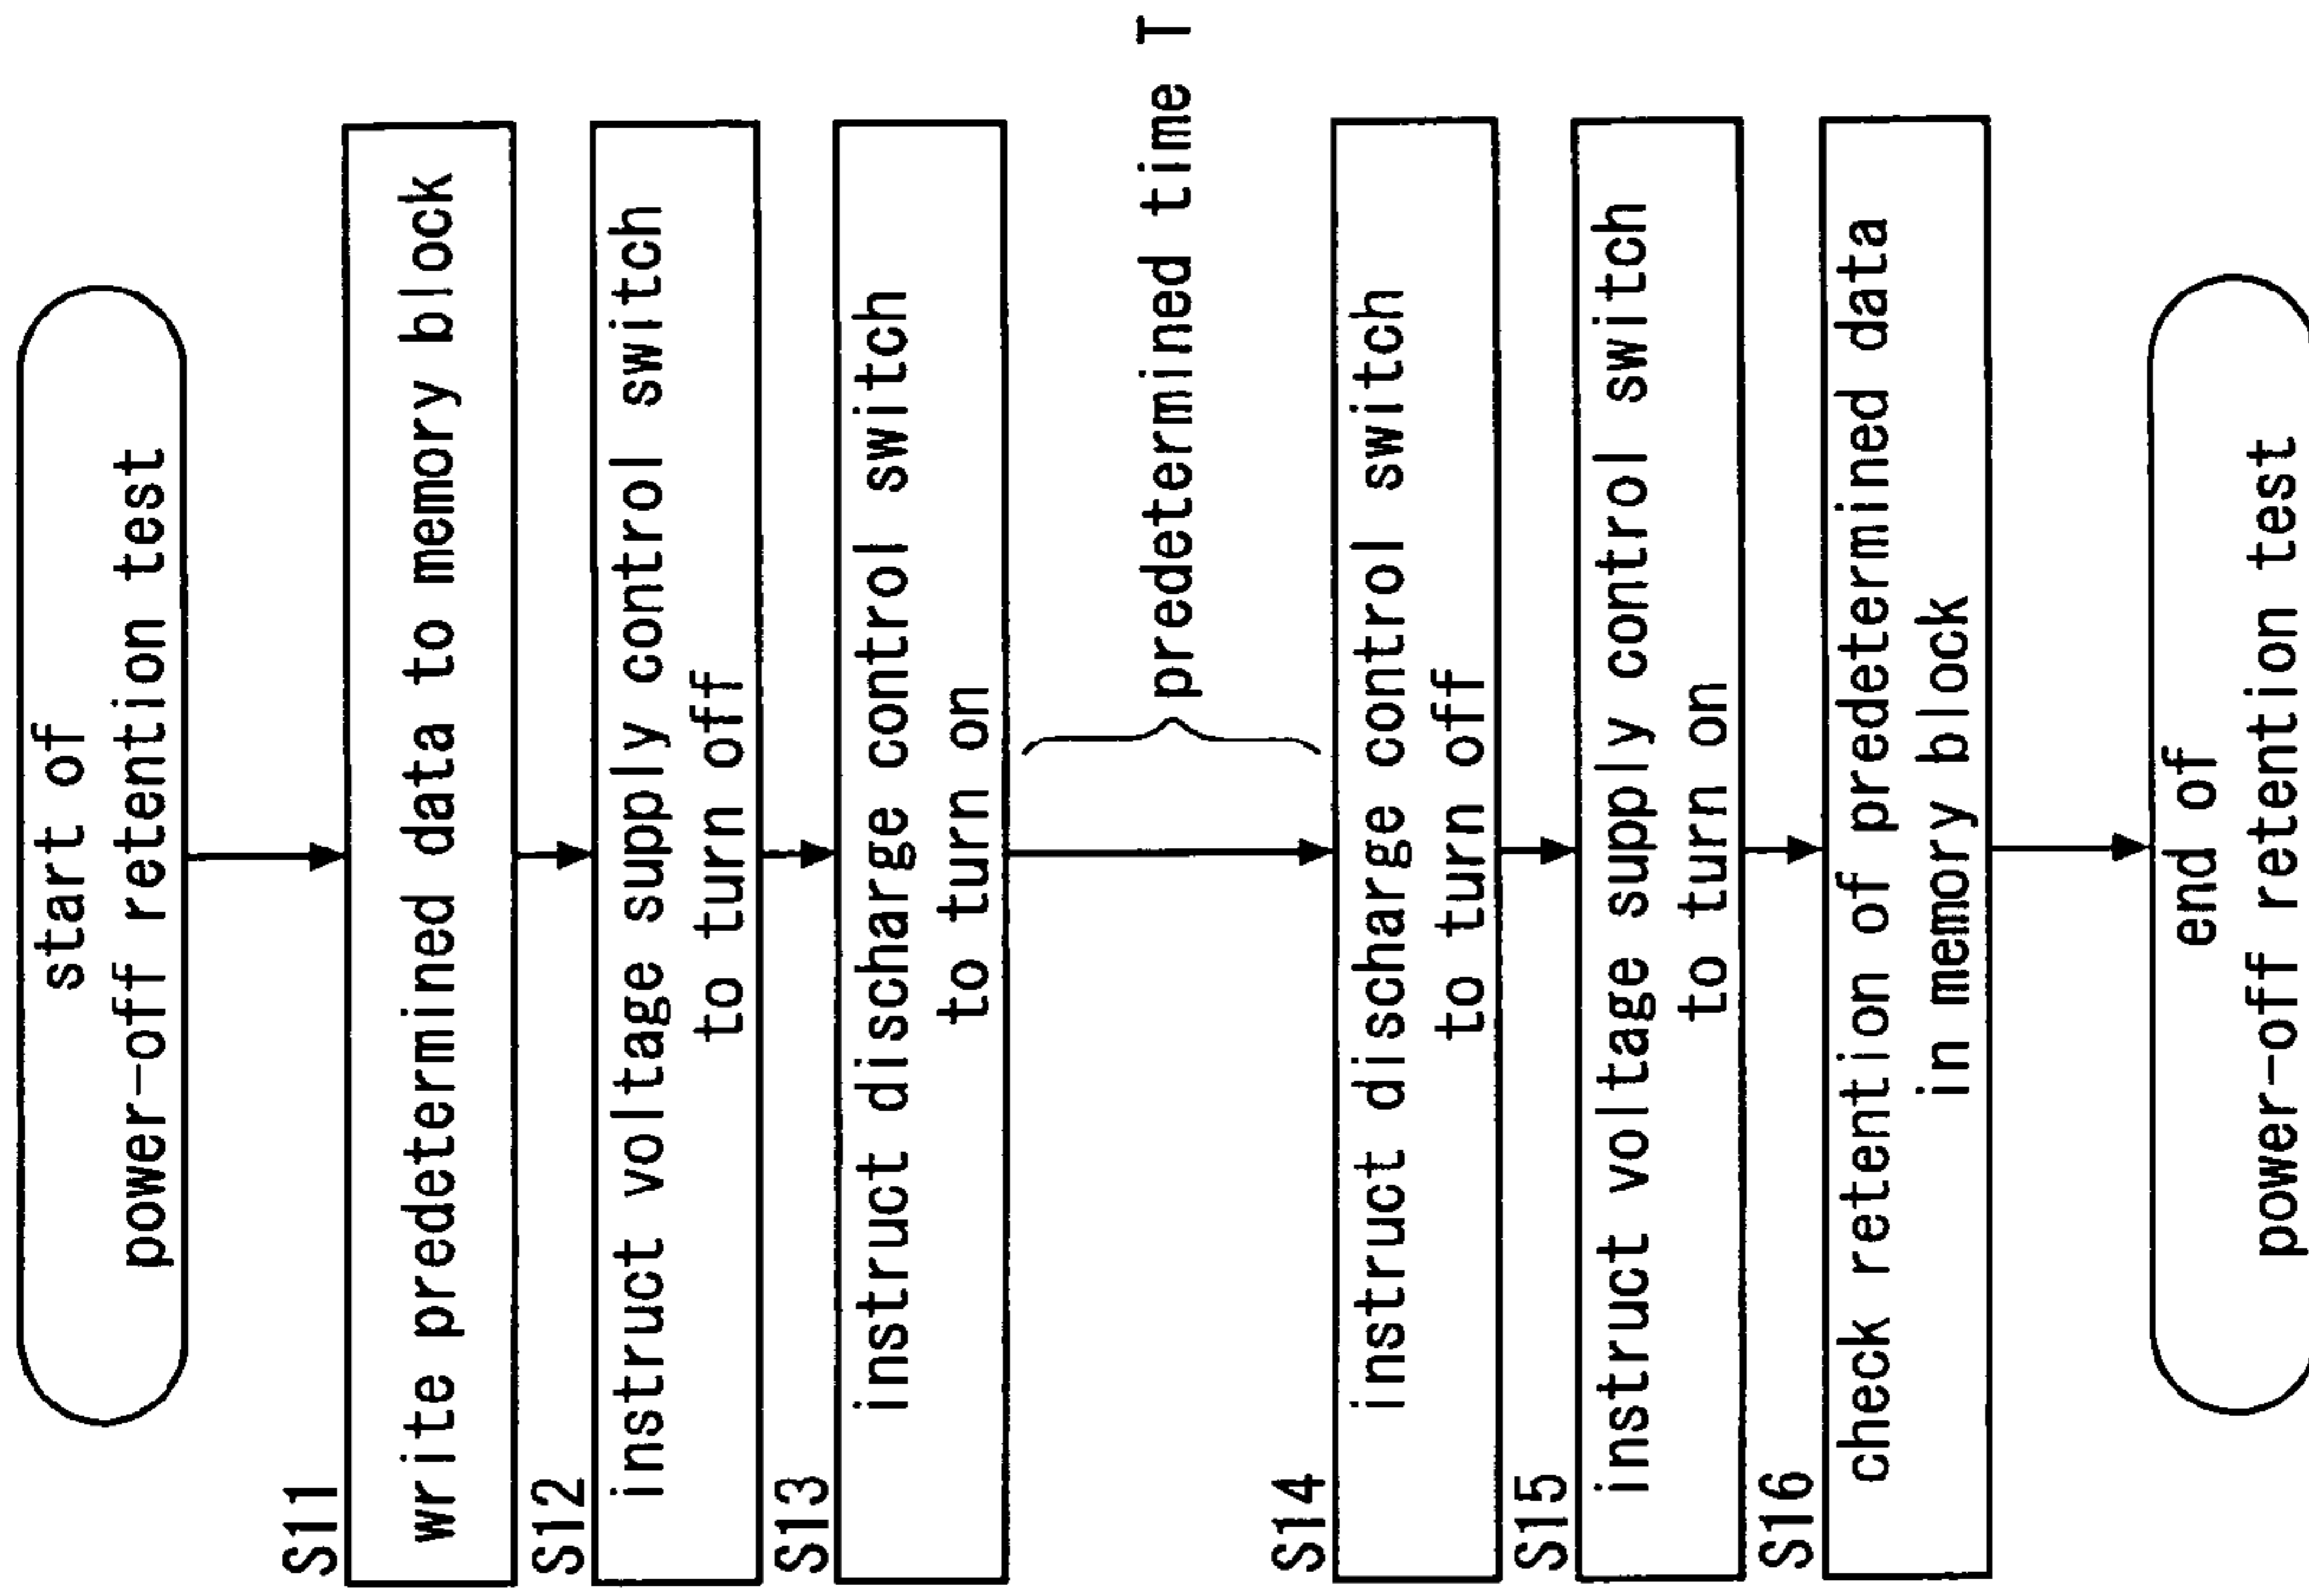 start of
power-off retention test
S11
write predetermined data to memory block
S12
instruct voltage supply control switch
to turn off
S13
instruct discharge control switch
to turn on
predetermined time T
S14
instruct discharge control switch
to turn off
S15
instruct voltage supply control switch
to turn on
S16
check retention of predetermined data
in memory block
end of
power-off retention test